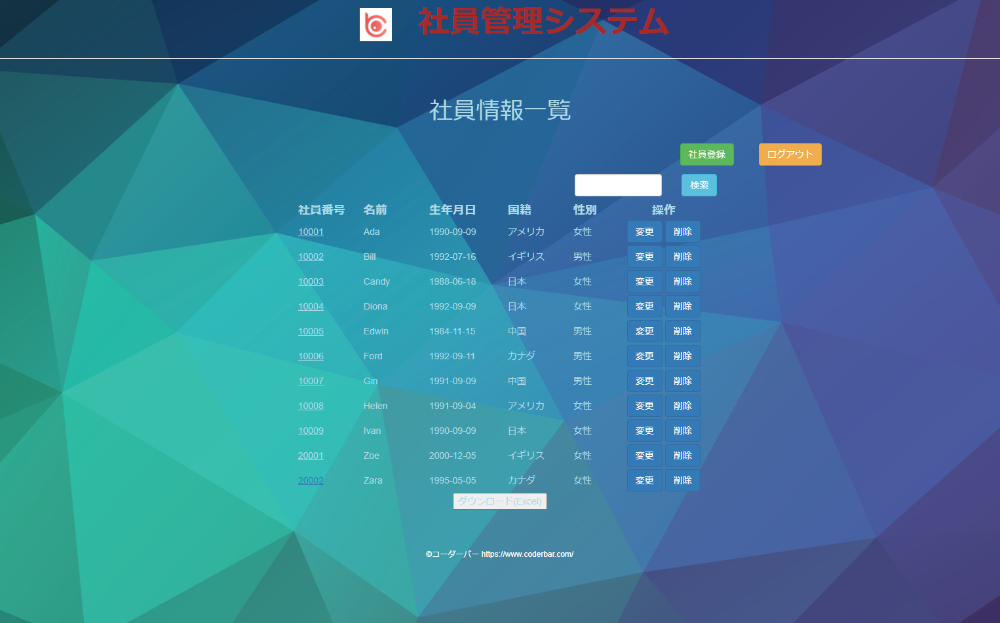 社員管理システム
社員情報一覧
社員登録 ログアウト
検索
社員番号 名前 生年月日 国籍 性別 操作
10001 Ada 1990-09-09 アメリカ 女性 変更 削除
10002 Bill 1992-07-16 イギリス 男性 変更 削除
10003 Candy 1988-06-18 日本 女性 変更 削除
10004 Diona 1992-09-09 日本 女性 変更 削除
10005 Edwin 1984-11-15 中国 男性 変更 削除
10006 Ford 1992-09-11 カナダ 男性 変更 削除
10007 Gin 1991-09-09 中国 男性 変更 削除
10008 Helen 1991-09-04 アメリカ 女性 変更 削除
10009 Ivan 1990-09-09 日本 女性 変更 削除
20001 Zoe 2000-12-05 イギリス 女性 変更 削除
20002 Zara 1995-05-05 カナダ 女性 変更 削除
ダウンロード(Excel)
©コーダーバー https://www.coderbar.com/